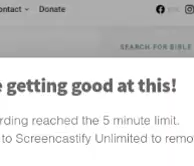 ontact Donate
SEARCH FOR BIBLE
e getting good at this!
rding reached the 5 minute limit.
to Screencastify Unlimited to remo